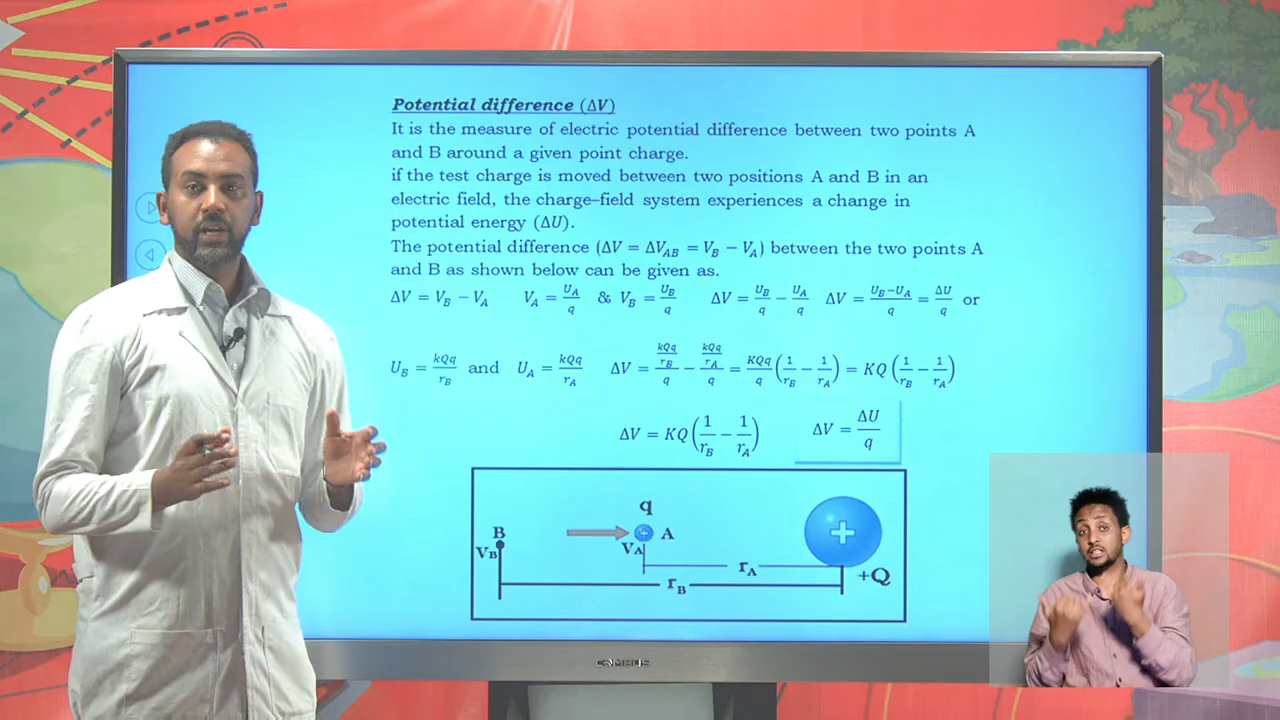 Potential difference (ΔV)
It is the measure of electric potential difference between two points A
and B around a given point charge.
if the test charge is moved between two positions A and B in an
electric field, the charge–field system experiences a change in
potential energy (ΔU).
The potential difference (ΔV = ΔV_AB = V_B − V_A) between the two points A
and B as shown below can be given as.
ΔV = V_B − V_A   V_A = U_A/q & V_B = U_B/q   ΔV = U_B/q − U_A/q   ΔV = (U_B−U_A)/q = ΔU/q or
U_B = kQq/r_B and U_A = kQq/r_A   ΔV = (kQq/r_B)/q − (kQq/r_A)/q = KQq/q (1/r_B − 1/r_A) = KQ (1/r_B − 1/r_A)
ΔV = KQ (1/r_B − 1/r_A)   ΔV = ΔU/q
q
B + A +
V_B V_A r_A +Q
r_B
CAMBUS